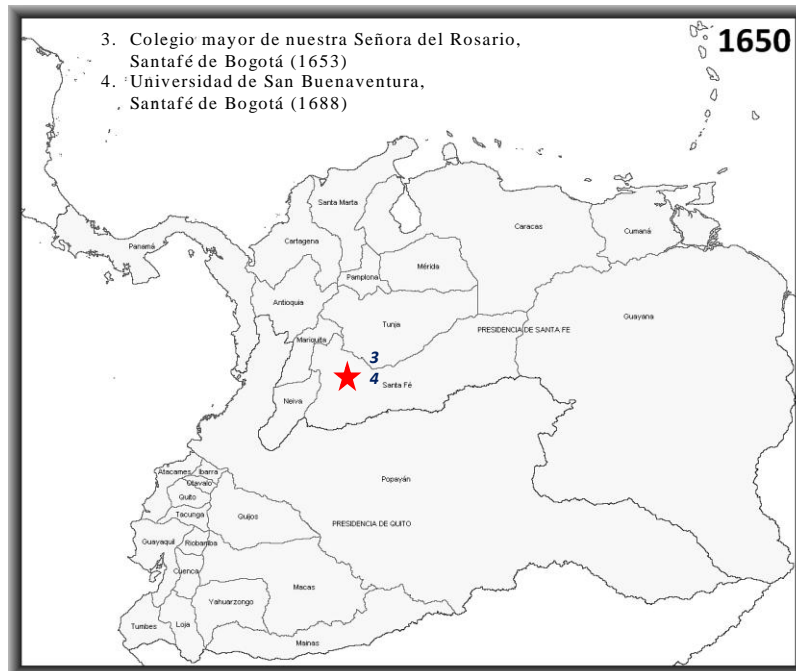 1650
3. Colegio mayor de nuestra Señora del Rosario,
Santafé de Bogotá (1653)
4. Universidad de San Buenaventura,
Santafé de Bogotá (1688)
Santa Marta
Caracas
Cumaná
Panamá
Cartagena
Mérida
Pamplona
Antioquia
Guayana
Tunja
PRESIDENCIA DE SANTA FE
Mariquita
3
4
Santa Fé
Neiva
Atacames
Ibarra
Otavalo
Popayán
Quito
Tacunga
Quijos
PRESIDENCIA DE QUITO
Guayaquil
Riobamba
Cuenca
Macas
Yahuarzongo
Tumbes
Loja
Mainas